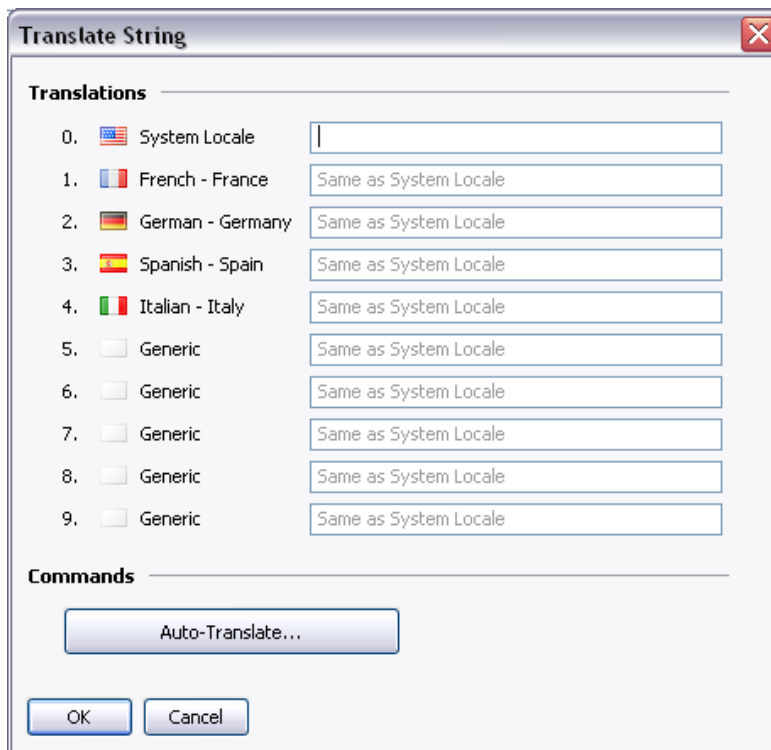 Translate String
Translations
0. System Locale
1. French - France Same as System Locale
2. German - Germany Same as System Locale
3. Spanish - Spain Same as System Locale
4. Italian - Italy Same as System Locale
5. Generic Same as System Locale
6. Generic Same as System Locale
7. Generic Same as System Locale
8. Generic Same as System Locale
9. Generic Same as System Locale
Commands
Auto-Translate...
OK Cancel